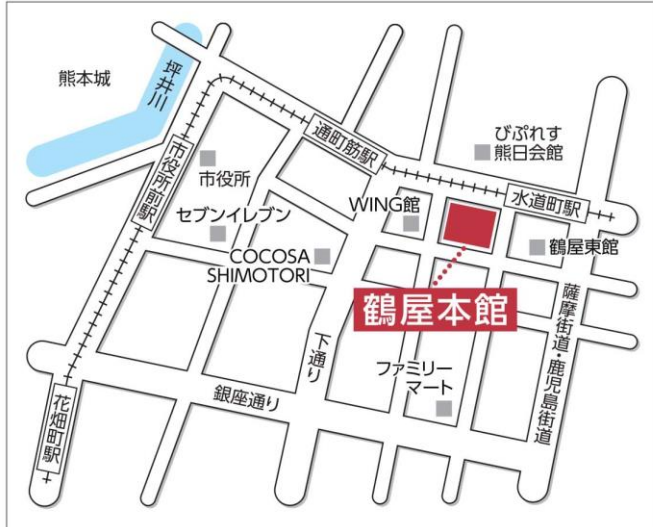 熊本城
坪井川
市役所前駅
市役所
セブンイレブン
COCOSA
SHIMOTORI
通町筋駅
WING館
びぷれす
熊日会館
水道町駅
鶴屋東館
鶴屋本館
下通り
ファミリー
マート
銀座通り
花畑町駅
薩摩街道・鹿児島街道